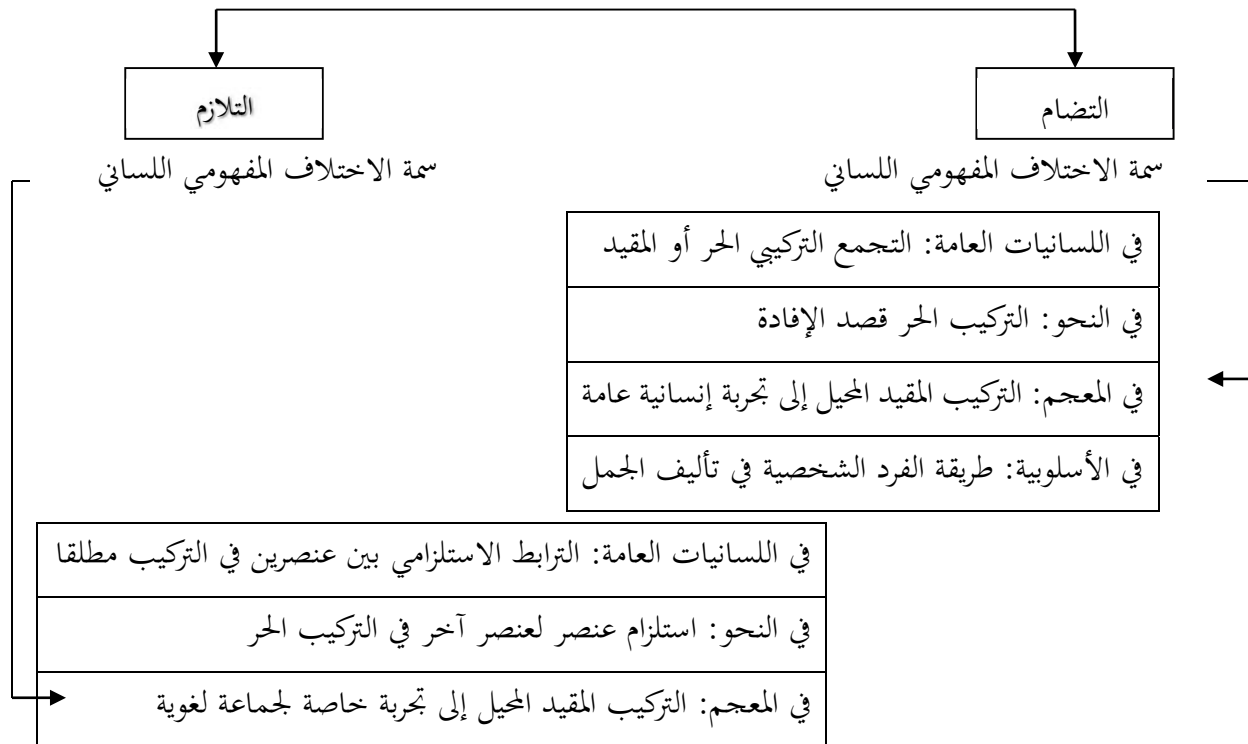 التضام
التلازم
سمة الاختلاف المفهومي اللساني
سمة الاختلاف المفهومي اللساني
في اللسانيات العامة: التجمع التركيبي الحر أو المقيد
في النحو: التركيب الحر قصد الإفادة
في المعجم: التركيب المقيد المحيل إلى تجربة إنسانية عامة
في الأسلوبية: طريقة الفرد الشخصية في تأليف الجمل
في اللسانيات العامة: الترابط الاستلزامي بين عنصرين في التركيب مطلقا
في النحو: استلزام عنصر لعنصر آخر في التركيب الحر
في المعجم: التركيب المقيد المحيل إلى تجربة خاصة لجماعة لغوية